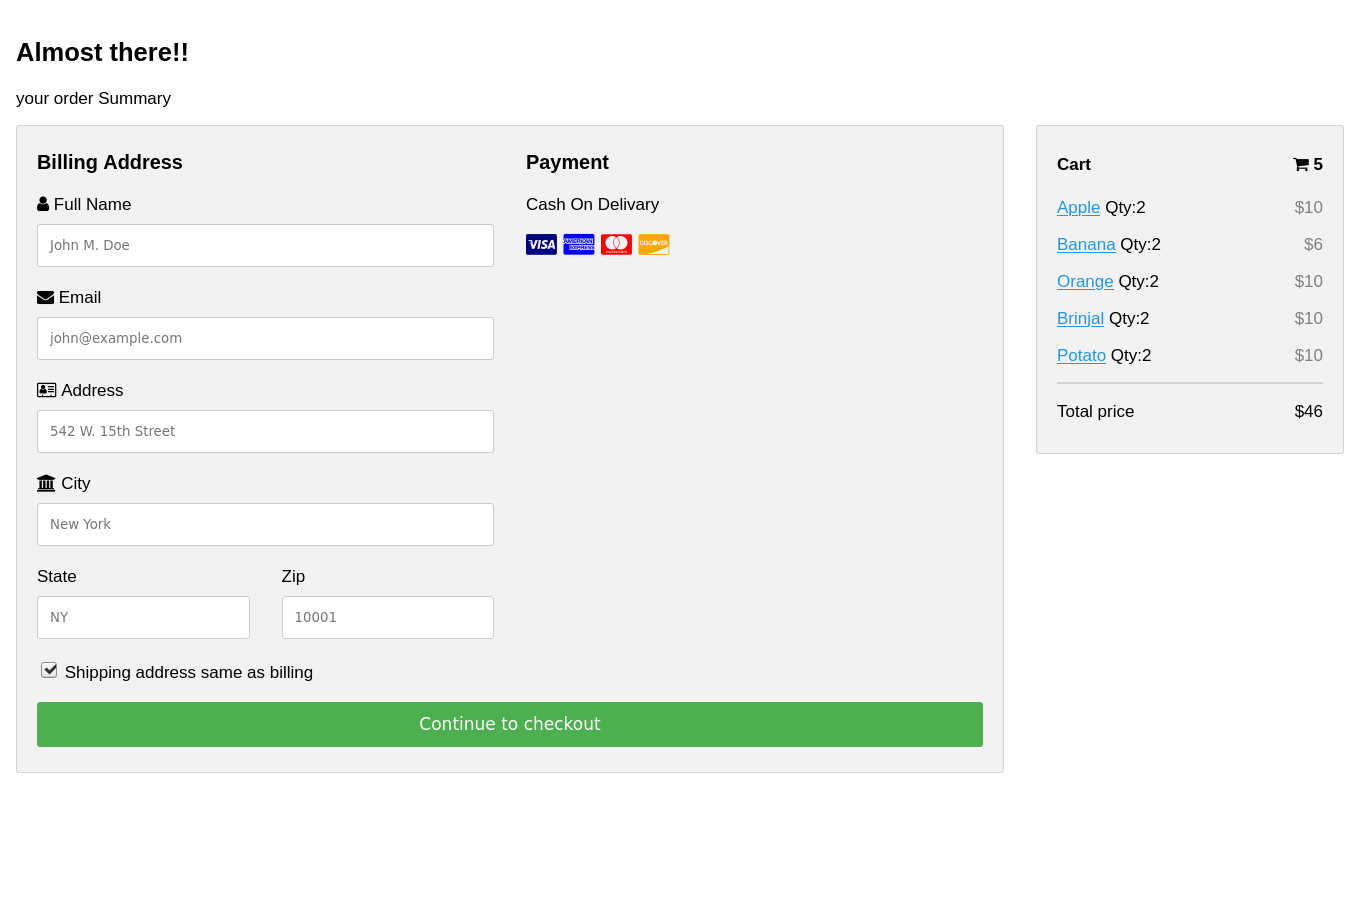 Almost there!!
your order Summary
Billing Address
Full Name
John M. Doe
Email
john@example.com
Address
542 W. 15th Street
City
New York
State Zip
NY 10001
Shipping address same as billing
Continue to checkout
Payment
Cash On Delivary
VISA AMERICAN EXPRESS mastercard DISCOVER
Cart 5
Apple Qty:2 $10
Banana Qty:2 $6
Orange Qty:2 $10
Brinjal Qty:2 $10
Potato Qty:2 $10
Total price $46